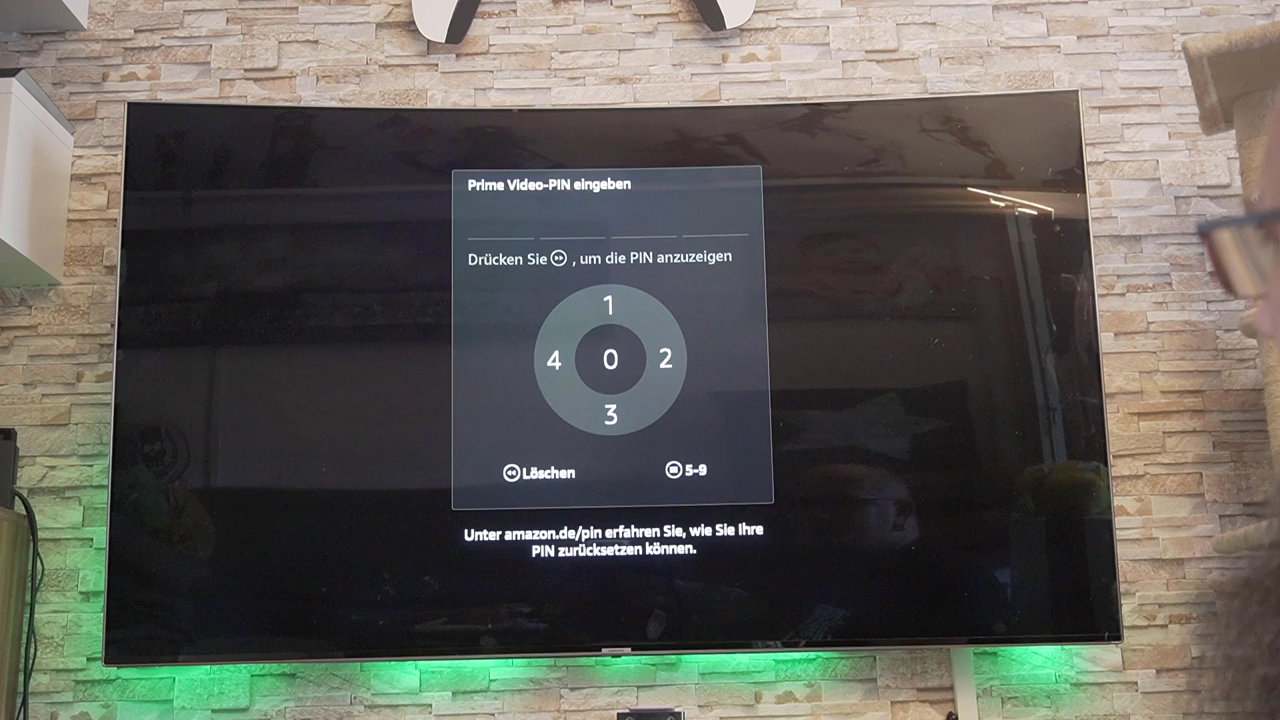 Prime Video-PIN eingeben
Drücken Sie , um die PIN anzuzeigen
1
4 0 2
3
Löschen 5-9
Unter amazon.de/pin erfahren Sie, wie Sie Ihre
PIN zurücksetzen können.